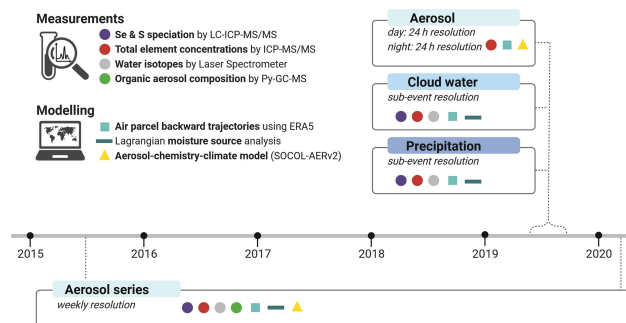 Measurements
Se & S speciation by LC-ICP-MS/MS
Total element concentrations by ICP-MS/MS
Water isotopes by Laser Spectrometer
Organic aerosol composition by Py-GC-MS
Modelling
Air parcel backward trajectories using ERA5
Lagrangian moisture source analysis
Aerosol-chemistry-climate model (SOCOL-AERv2)
Aerosol
day: 24 h resolution
night: 24 h resolution
Cloud water
sub-event resolution
Precipitation
sub-event resolution
2015 2016 2017 2018 2019 2020
Aerosol series
weekly resolution